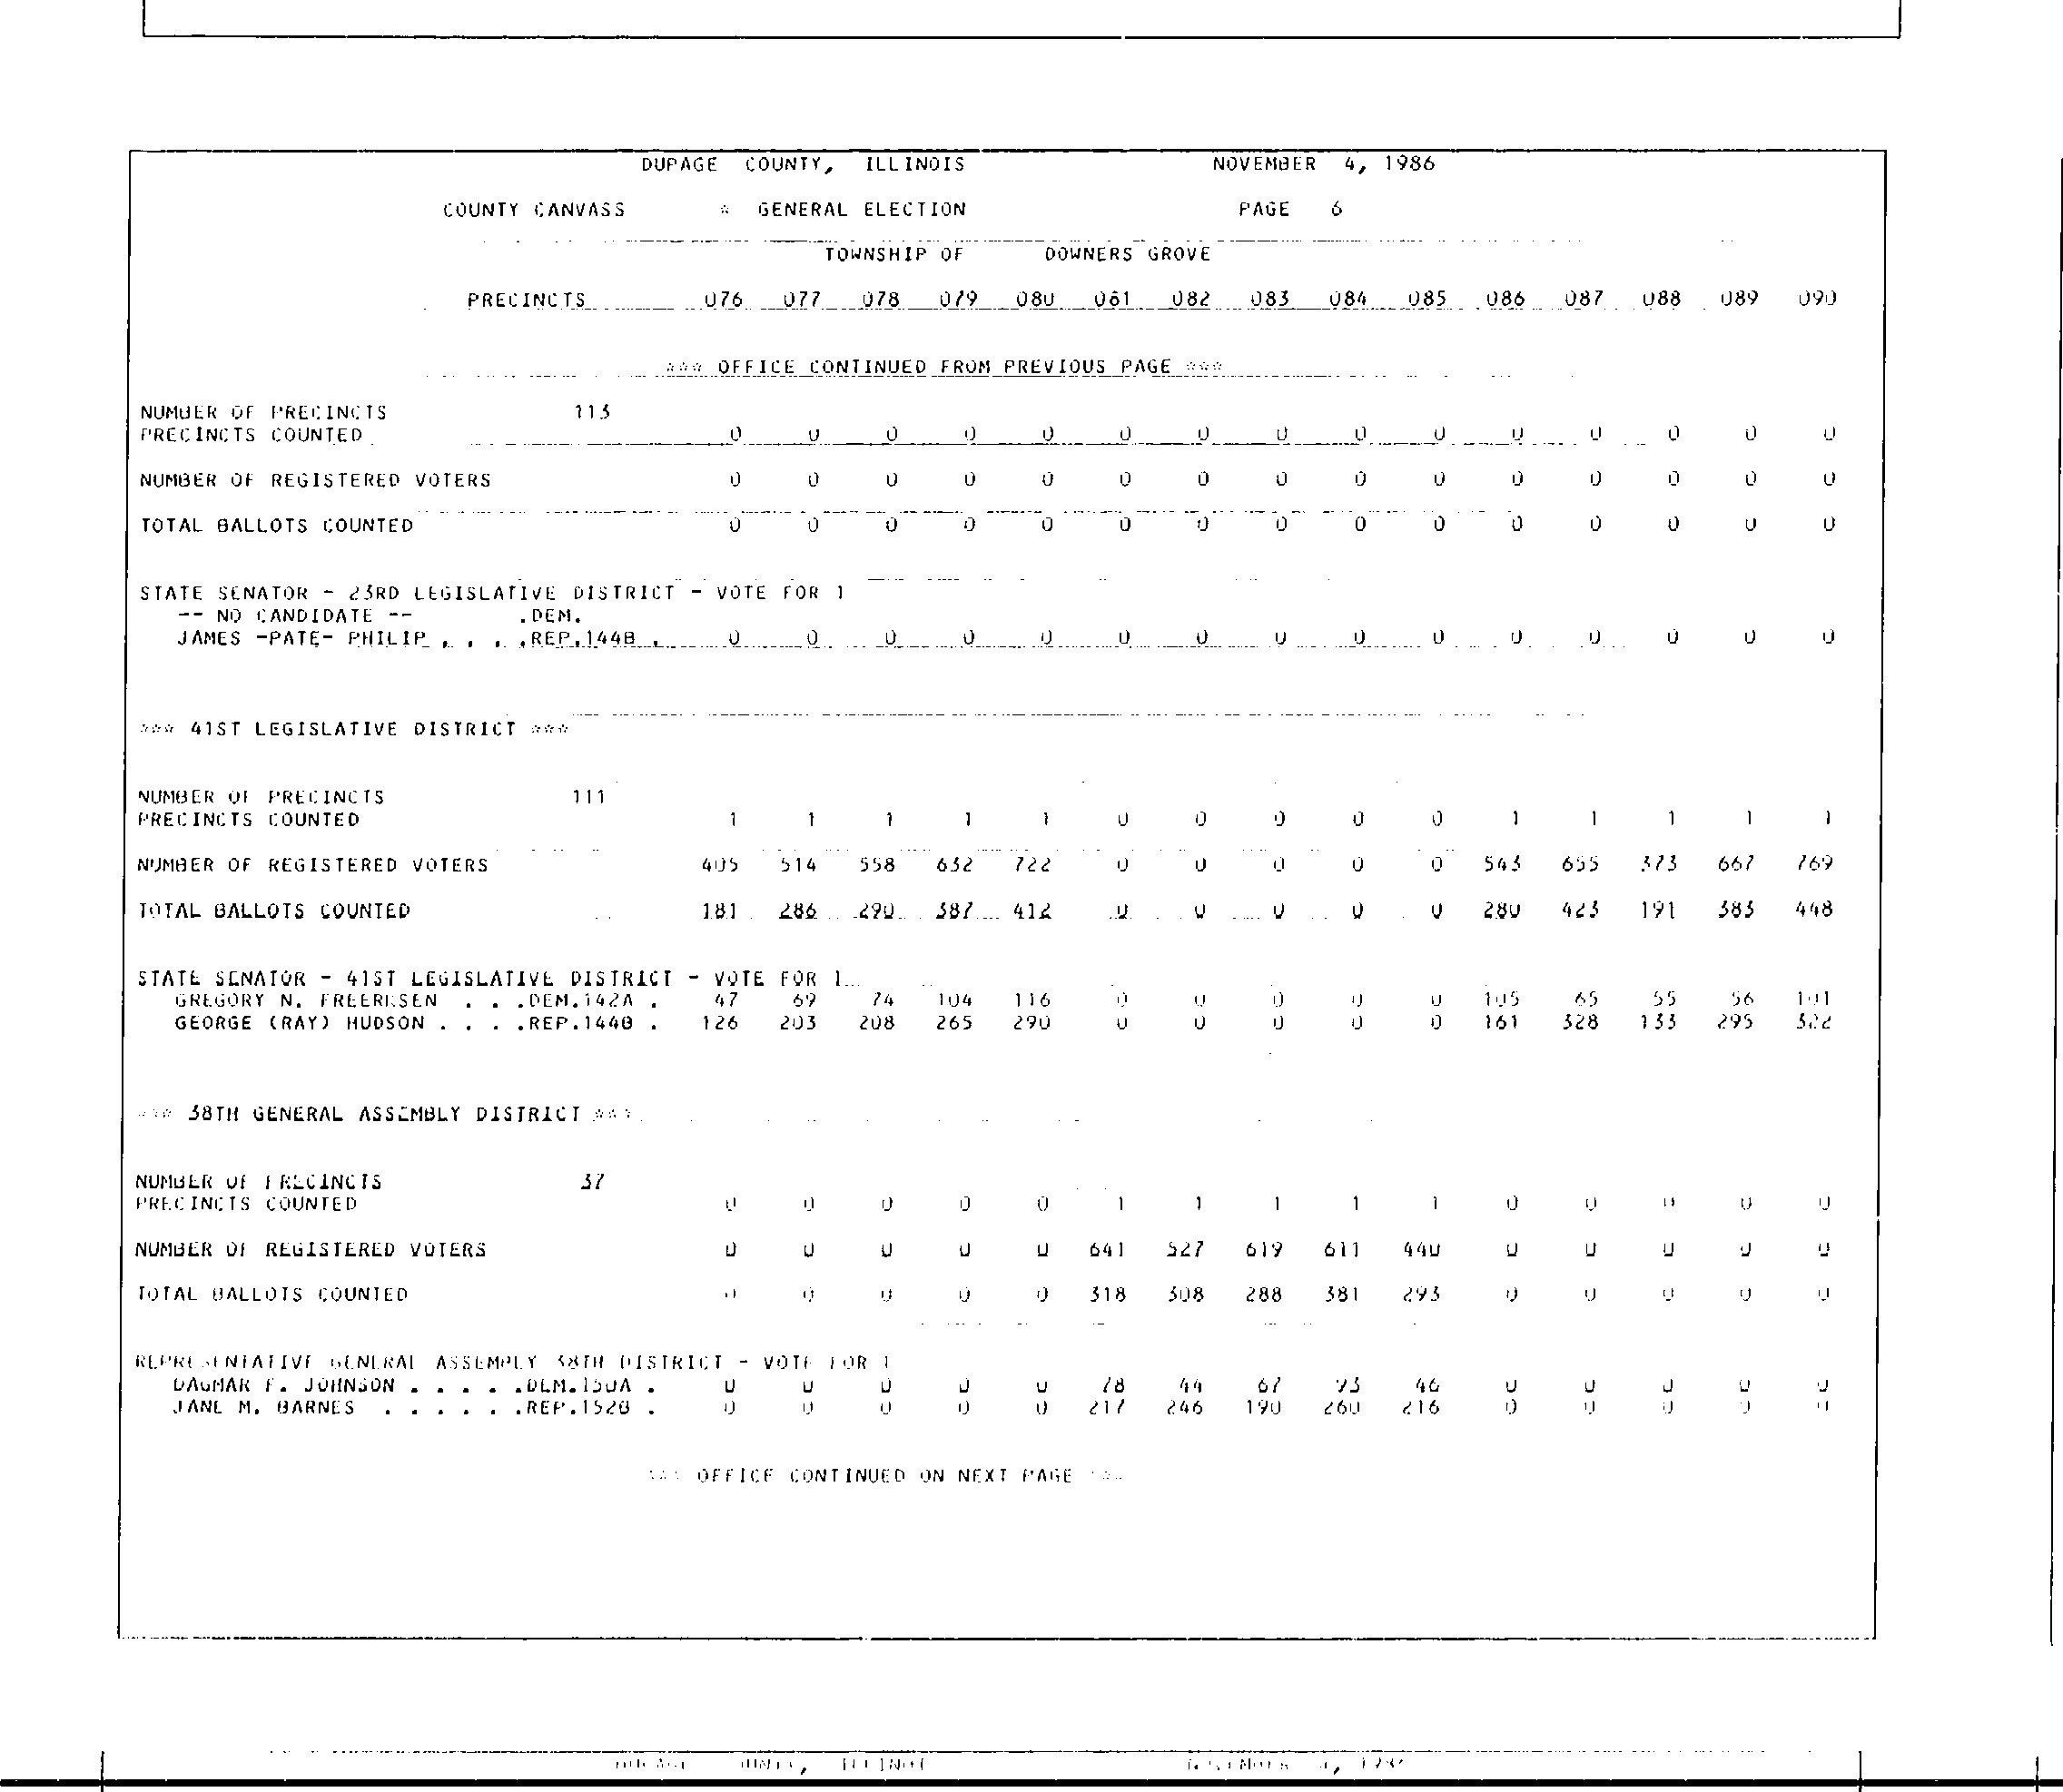 DUPAGE COUNTY, ILLINOIS NOVEMBER 4, 1986
COUNTY CANVASS * GENERAL ELECTION PAGE 6
TOWNSHIP OF DOWNERS GROVE
PRECINCTS 076 077 078 079 080 081 082 083 084 085 086 087 088 089 090
*** OFFICE CONTINUED FROM PREVIOUS PAGE ***
NUMBER OF PRECINCTS 113
PRECINCTS COUNTED 0 0 0 0 0 0 0 0 0 0 0 0 0 0 0
NUMBER OF REGISTERED VOTERS 0 0 0 0 0 0 0 0 0 0 0 0 0 0 0
TOTAL BALLOTS COUNTED 0 0 0 0 0 0 0 0 0 0 0 0 0 0 0
STATE SENATOR - 23RD LEGISLATIVE DISTRICT - VOTE FOR 1
-- NO CANDIDATE -- .DEM.
JAMES -PATE- PHILIP . . . .REP.144B . 0 0 0 0 0 0 0 0 0 0 0 0 0 0 0
*** 41ST LEGISLATIVE DISTRICT ***
NUMBER OF PRECINCTS 111
PRECINCTS COUNTED 1 1 1 1 1 0 0 0 0 0 1 1 1 1 1
NUMBER OF REGISTERED VOTERS 405 514 558 632 722 0 0 0 0 0 543 655 373 667 769
TOTAL BALLOTS COUNTED 181 286 290 387 412 0 0 0 0 0 280 423 191 383 448
STATE SENATOR - 41ST LEGISLATIVE DISTRICT - VOTE FOR 1
GREGORY N. FREERKSEN . . .DEM.142A . 47 69 74 104 116 0 0 0 0 0 105 65 55 56 101
GEORGE (RAY) HUDSON . . . .REP.144B . 126 203 208 265 290 0 0 0 0 0 161 328 133 295 322
*** 38TH GENERAL ASSEMBLY DISTRICT ***
NUMBER OF PRECINCTS 37
PRECINCTS COUNTED 0 0 0 0 0 1 1 1 1 1 0 0 0 0 0
NUMBER OF REGISTERED VOTERS 0 0 0 0 0 641 527 619 611 440 0 0 0 0 0
TOTAL BALLOTS COUNTED 0 0 0 0 0 318 308 288 381 293 0 0 0 0 0
REPRESENTATIVE GENERAL ASSEMBLY 38TH DISTRICT - VOTE FOR 1
DAGMAR F. JOHNSON . . . . .DEM.150A . 0 0 0 0 0 78 44 67 93 46 0 0 0 0 0
JANE M. BARNES . . . . . .REP.152B . 0 0 0 0 0 217 246 190 260 216 0 0 0 0 0
*** OFFICE CONTINUED ON NEXT PAGE ***